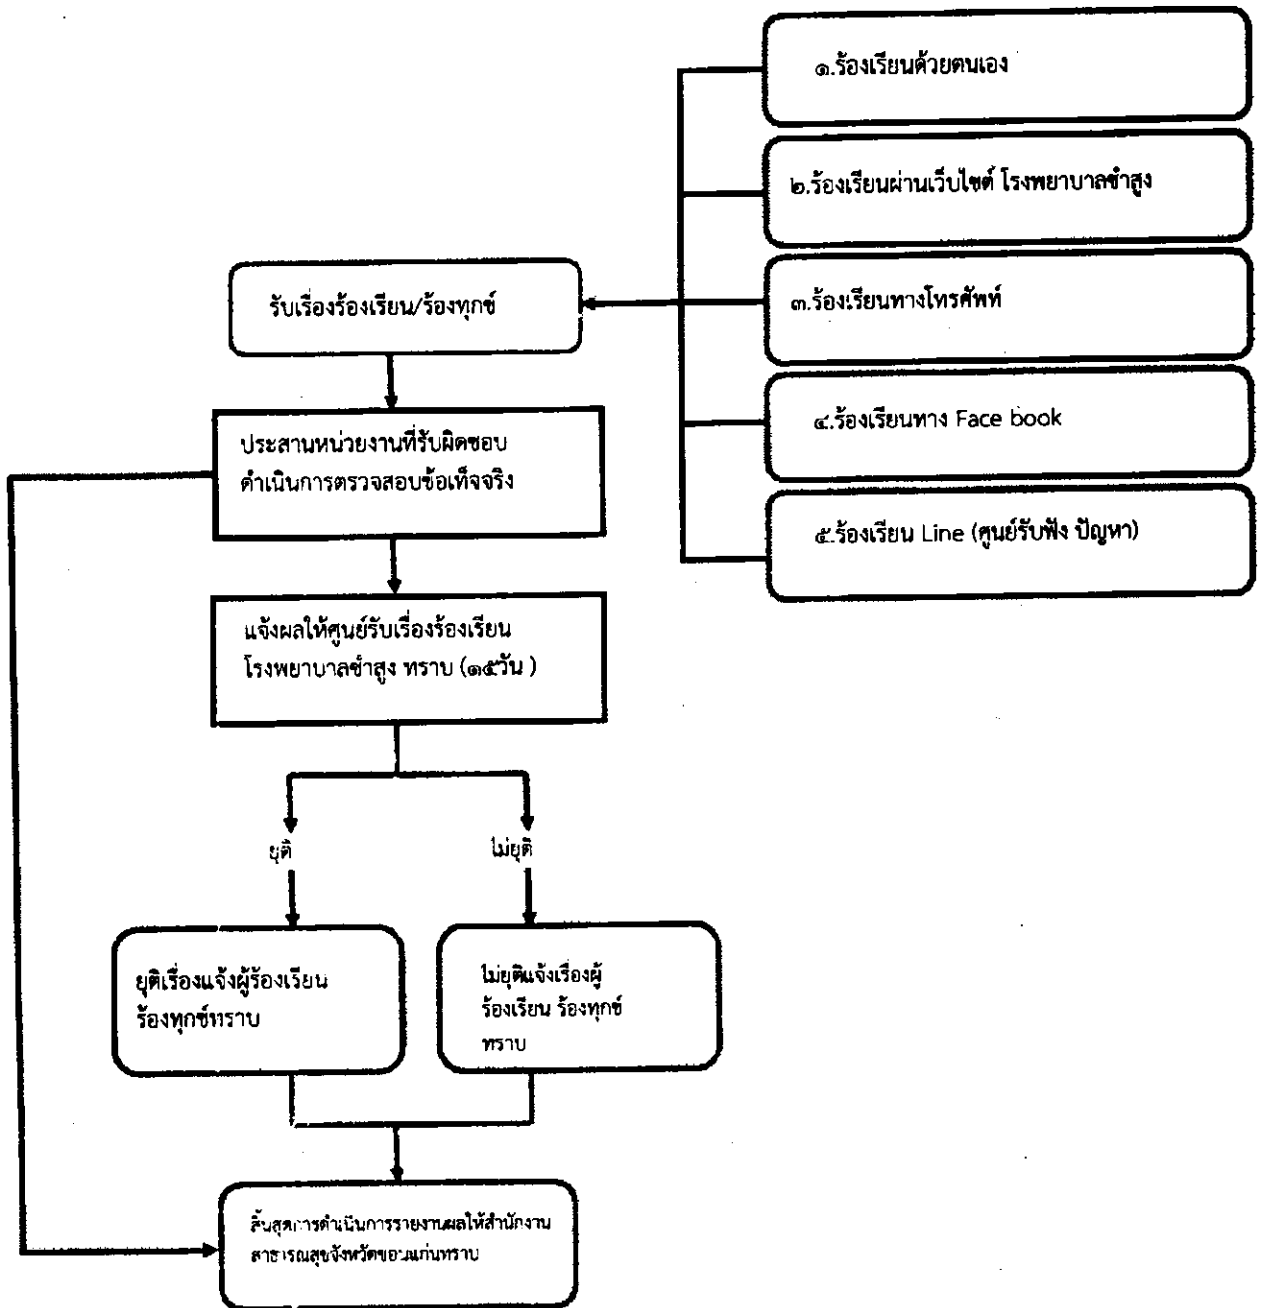 ๑.ร้องเรียนด้วยตนเอง
๒.ร้องเรียนผ่านเว็บไซต์ โรงพยาบาลซำสูง
๓.ร้องเรียนทางโทรศัพท์
๔.ร้องเรียนทาง Face book
๕.ร้องเรียน Line (ศูนย์รับฟัง ปัญหา)
รับเรื่องร้องเรียน/ร้องทุกข์
ประสานหน่วยงานที่รับผิดชอบ
ดำเนินการตรวจสอบข้อเท็จจริง
แจ้งผลให้ศูนย์รับเรื่องร้องเรียน
โรงพยาบาลซำสูง ทราบ (๑๕วัน )
ยุติ
ไม่ยุติ
ยุติเรื่องแจ้งผู้ร้องเรียน
ร้องทุกข์ทราบ
ไม่ยุติแจ้งเรื่องผู้
ร้องเรียน ร้องทุกข์
ทราบ
สิ้นสุดการดำเนินการรายงานผลให้สำนักงาน
สาธารณสุขจังหวัดขอนแก่นทราบ